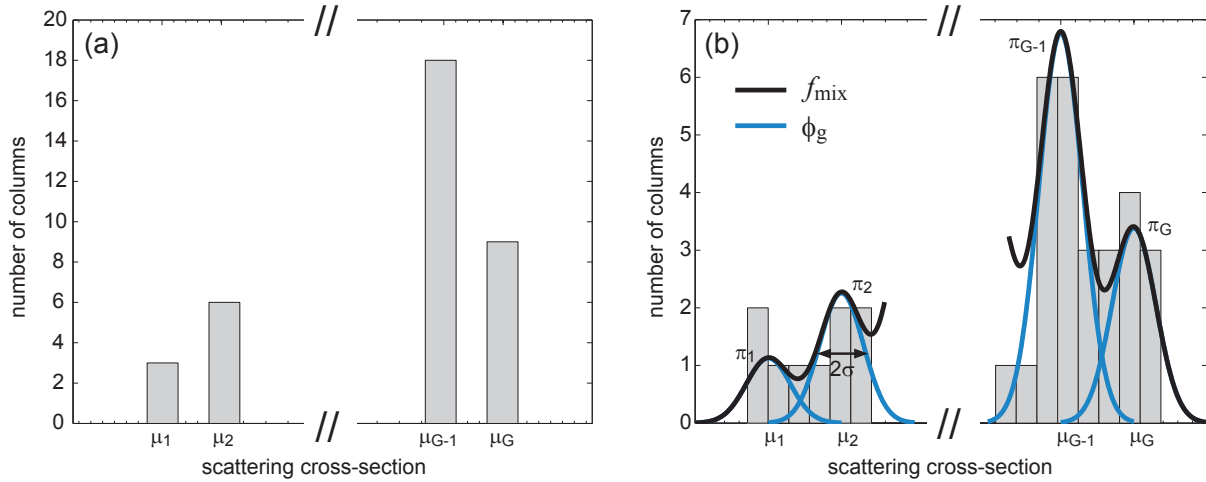 (a)
//
20
18
16
14
12
10
8
6
4
2
0
number of columns
μ1 μ2 // μG-1 μG
scattering cross-section
(b)
//
7
6
5
4
3
2
1
0
number of columns
fmix
ϕg
π1
π2
2σ
πG-1
πG
μ1 μ2 // μG-1 μG
scattering cross-section